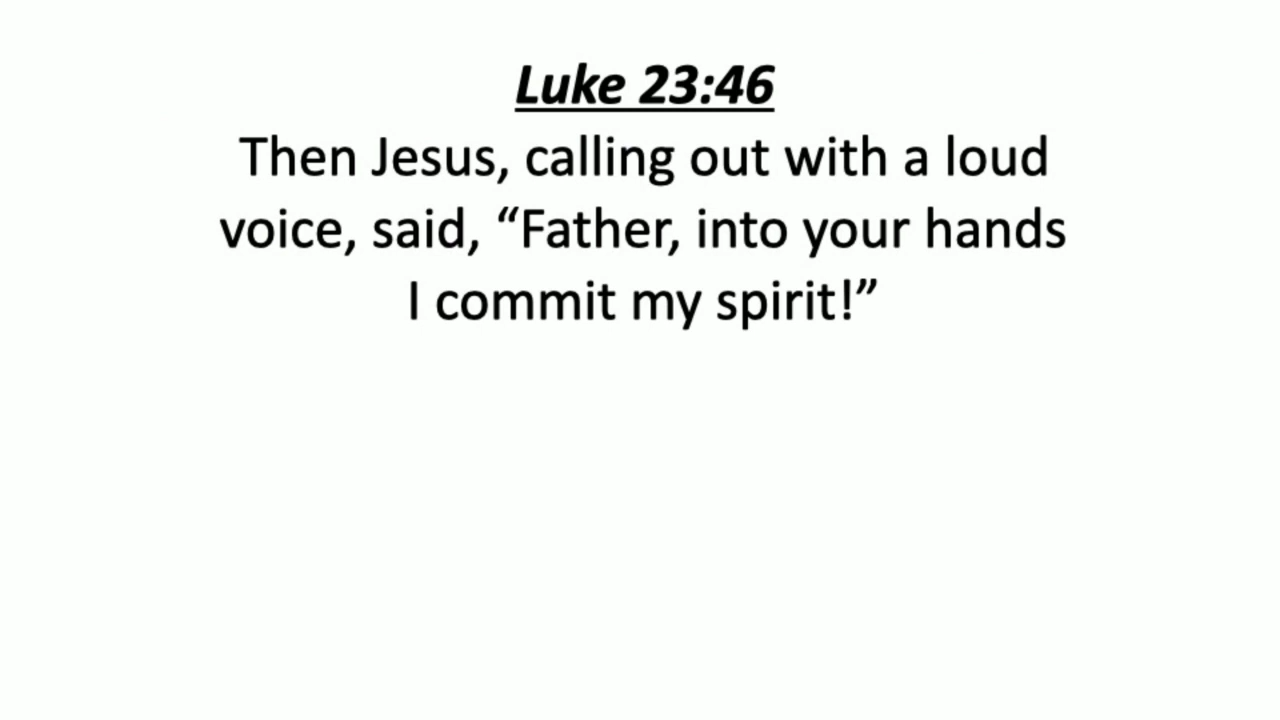 Luke 23:46
Then Jesus, calling out with a loud
voice, said, “Father, into your hands
I commit my spirit!”